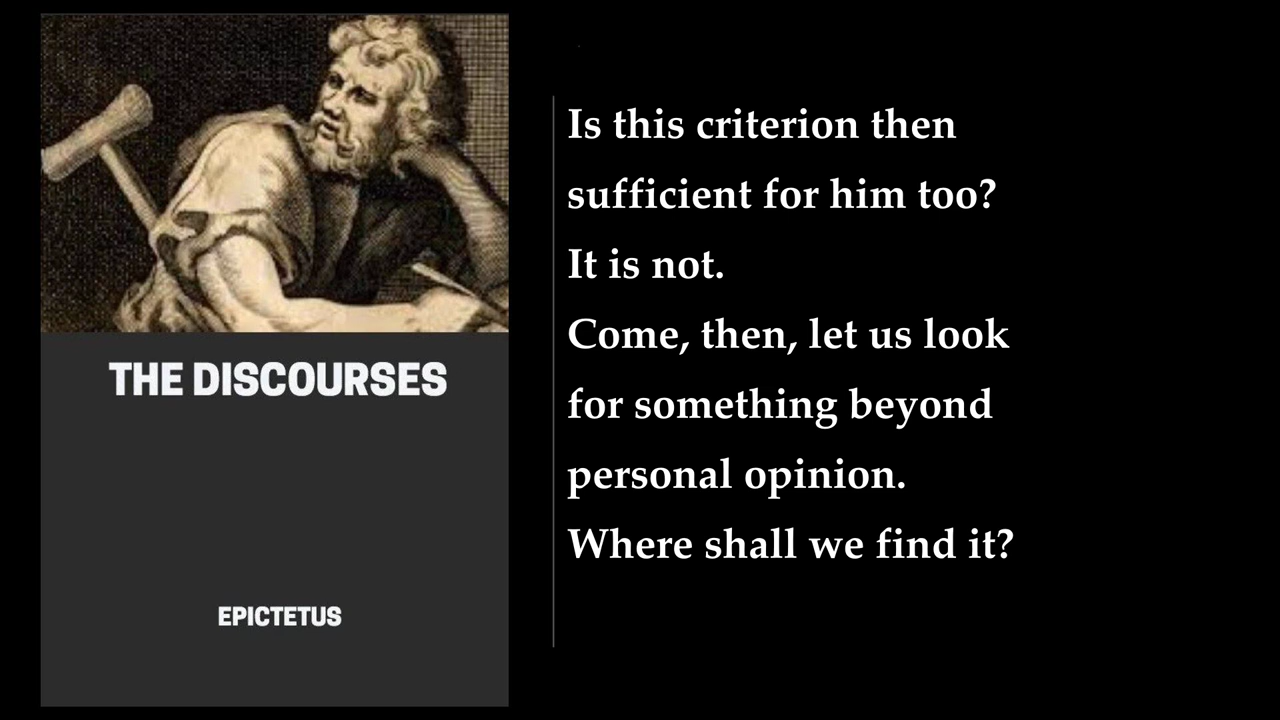 THE DISCOURSES
EPICTETUS
Is this criterion then
sufficient for him too?
It is not.
Come, then, let us look
for something beyond
personal opinion.
Where shall we find it?